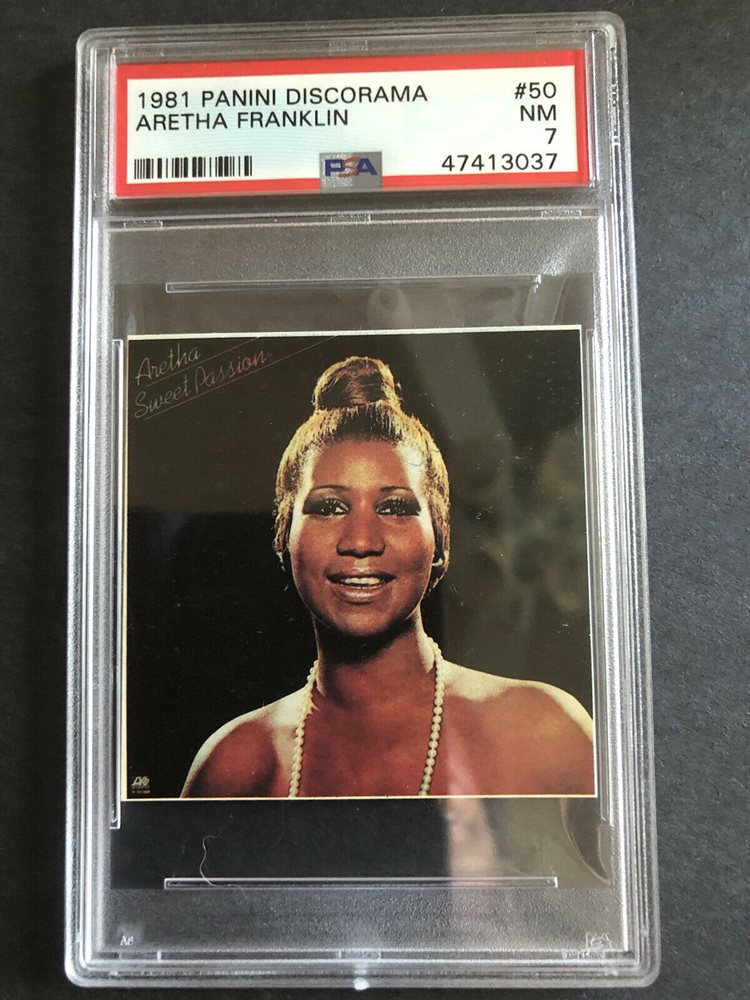 1981 PANINI DISCORAMA #50
ARETHA FRANKLIN NM
7
PSA 47413037
Aretha
Sweet Passion